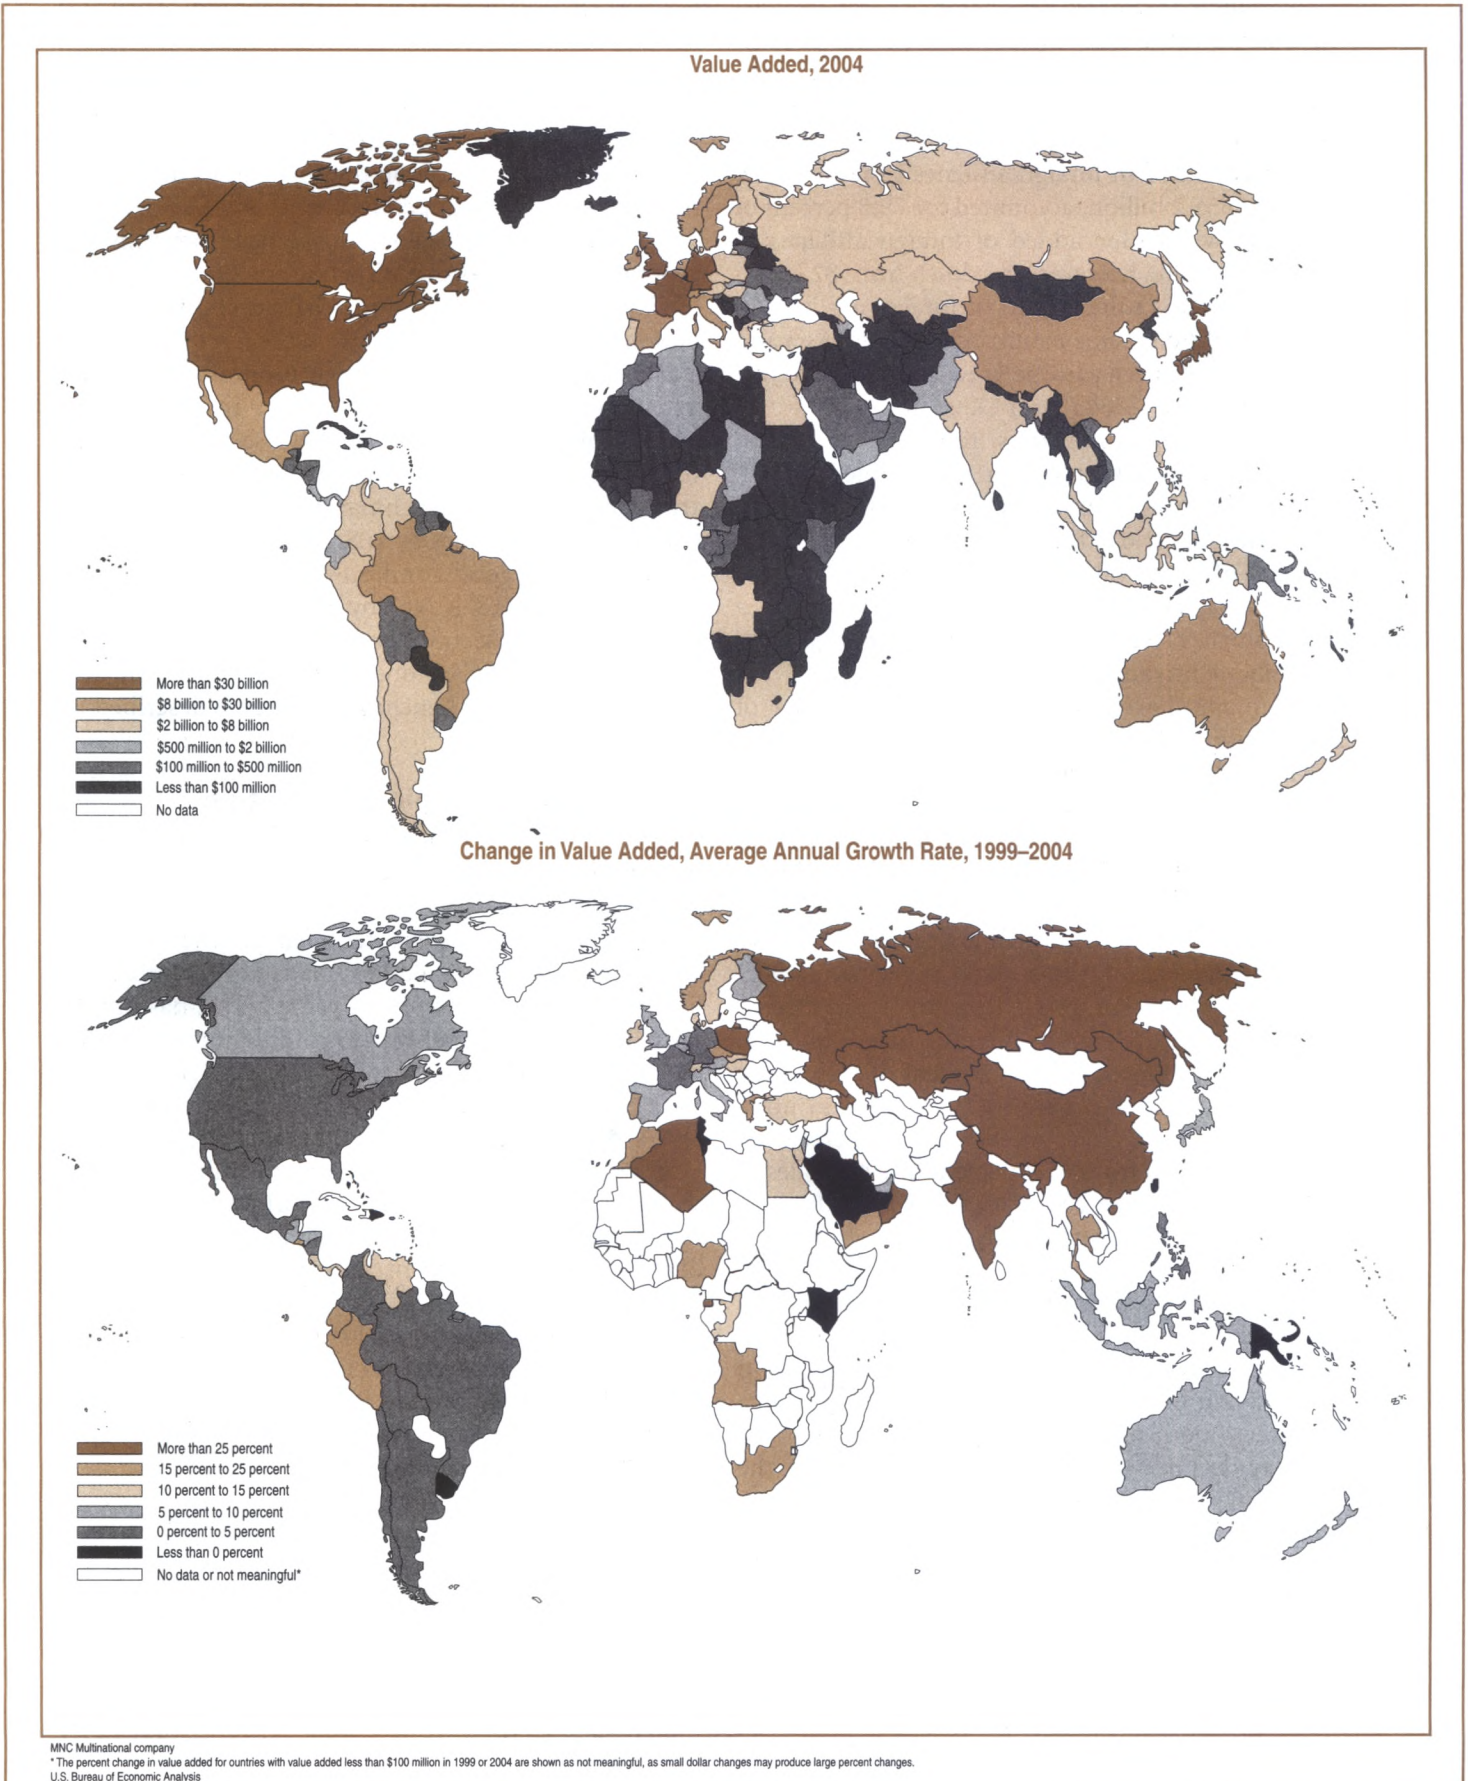 Value Added, 2004
More than $30 billion
$8 billion to $30 billion
$2 billion to $8 billion
$500 million to $2 billion
$100 million to $500 million
Less than $100 million
No data
Change in Value Added, Average Annual Growth Rate, 1999–2004
More than 25 percent
15 percent to 25 percent
10 percent to 15 percent
5 percent to 10 percent
0 percent to 5 percent
Less than 0 percent
No data or not meaningful*
MNC Multinational company
* The percent change in value added for ountries with value added less than $100 million in 1999 or 2004 are shown as not meaningful, as small dollar changes may produce large percent changes.
U.S. Bureau of Economic Analysis